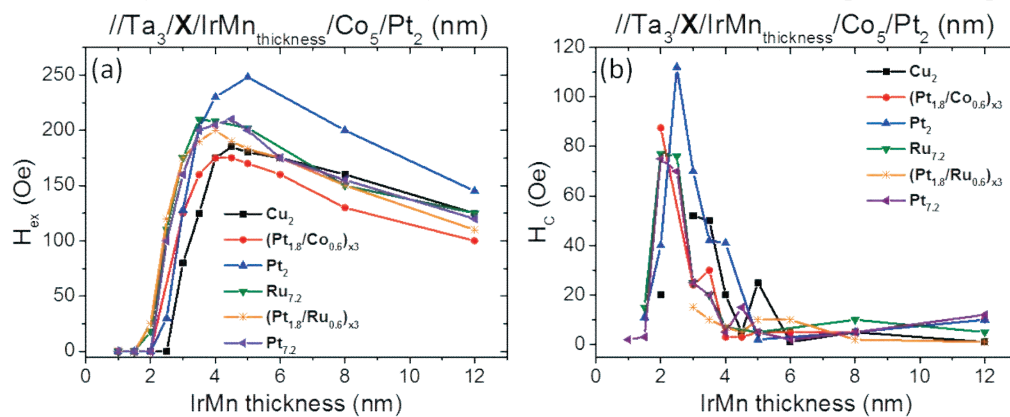 //Ta3/X/IrMnthickness/Co5/Pt2 (nm)
(a)
250
200
150
100
50
0
Hex (Oe)
Cu2
(Pt1.8/Co0.6)x3
Pt2
Ru7.2
(Pt1.8/Ru0.6)x3
Pt7.2
0 2 4 6 8 10 12
IrMn thickness (nm)
//Ta3/X/IrMnthickness/Co5/Pt2 (nm)
(b)
120
100
80
60
40
20
0
HC (Oe)
Cu2
(Pt1.8/Co0.6)x3
Pt2
Ru7.2
(Pt1.8/Ru0.6)x3
Pt7.2
0 2 4 6 8 10 12
IrMn thickness (nm)